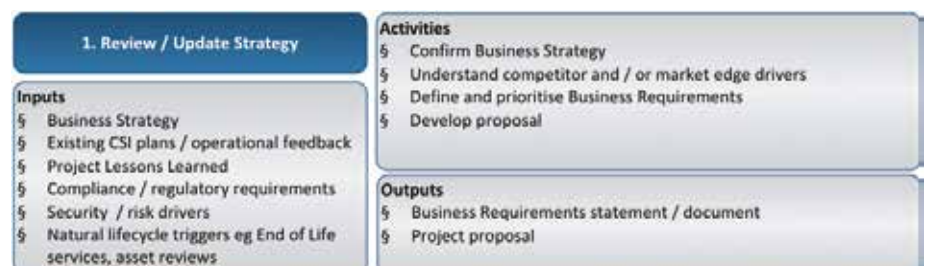 1. Review / Update Strategy
Inputs
§ Business Strategy
§ Existing CSI plans / operational feedback
§ Project Lessons Learned
§ Compliance / regulatory requirements
§ Security / risk drivers
§ Natural lifecycle triggers eg End of Life
services, asset reviews
Activities
§ Confirm Business Strategy
§ Understand competitor and / or market edge drivers
§ Define and prioritise Business Requirements
§ Develop proposal
Outputs
§ Business Requirements statement / document
§ Project proposal